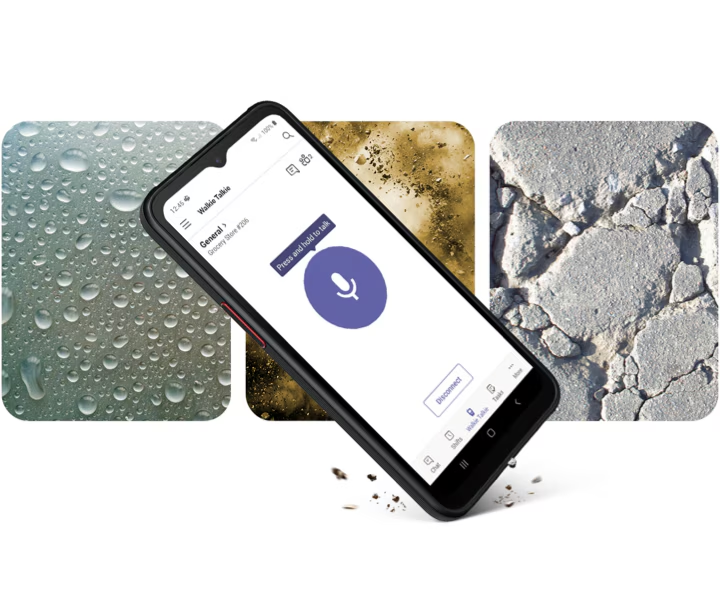 12:45
100%
Walkie Talkie
General >
Grocery Store #206
Press and hold to talk
Disconnect
Chat
Shifts
Walkie Talkie
Tasks
More